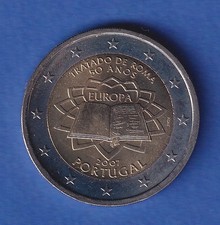 TRATADO DE ROMA
50 ANOS
EUROPA
2007
PORTUGAL